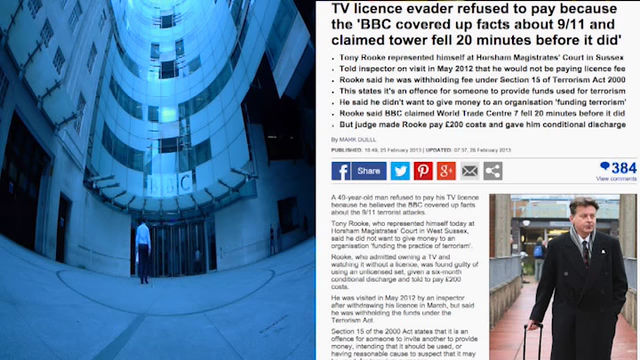 BBC
TV licence evader refused to pay because
the 'BBC covered up facts about 9/11 and
claimed tower fell 20 minutes before it did'
• Tony Rooke represented himself at Horsham Magistrates' Court in Sussex
• Told inspector on visit in May 2012 that he would not be paying licence fee
• Rooke said he was withholding fee under Section 15 of Terrorism Act 2000
• This states it's an offence for someone to provide funds used for terrorism
• He said he didn't want to give money to an organisation 'funding terrorism'
• Rooke said BBC claimed World Trade Centre 7 fell 20 minutes before it did
• But judge made Rooke pay £200 costs and gave him conditional discharge
By MARK DUELL
PUBLISHED: 16:49, 25 February 2013 | UPDATED: 07:37, 26 February 2013
f Share
384
View comments
A 49-year-old man refused to pay his TV licence
because he believed the BBC covered up facts
about the 9/11 terrorist attacks.
Tony Rooke, who represented himself today at
Horsham Magistrates' Court in West Sussex,
said he did not want to give money to an
organisation 'funding the practice of terrorism'.
Rooke, who admitted owning a TV and
watching it without a licence, was found guilty of
using an unlicensed set, given a six-month
conditional discharge and told to pay £200
costs.
He was visited in May 2012 by an inspector
after withdrawing his licence in March, but said
he was withholding the funds under the
Terrorism Act.
Section 15 of the 2000 Act states that it is an
offence for someone to invite another to provide
money, intending that it should be used, or
having reasonable cause to suspect that it may